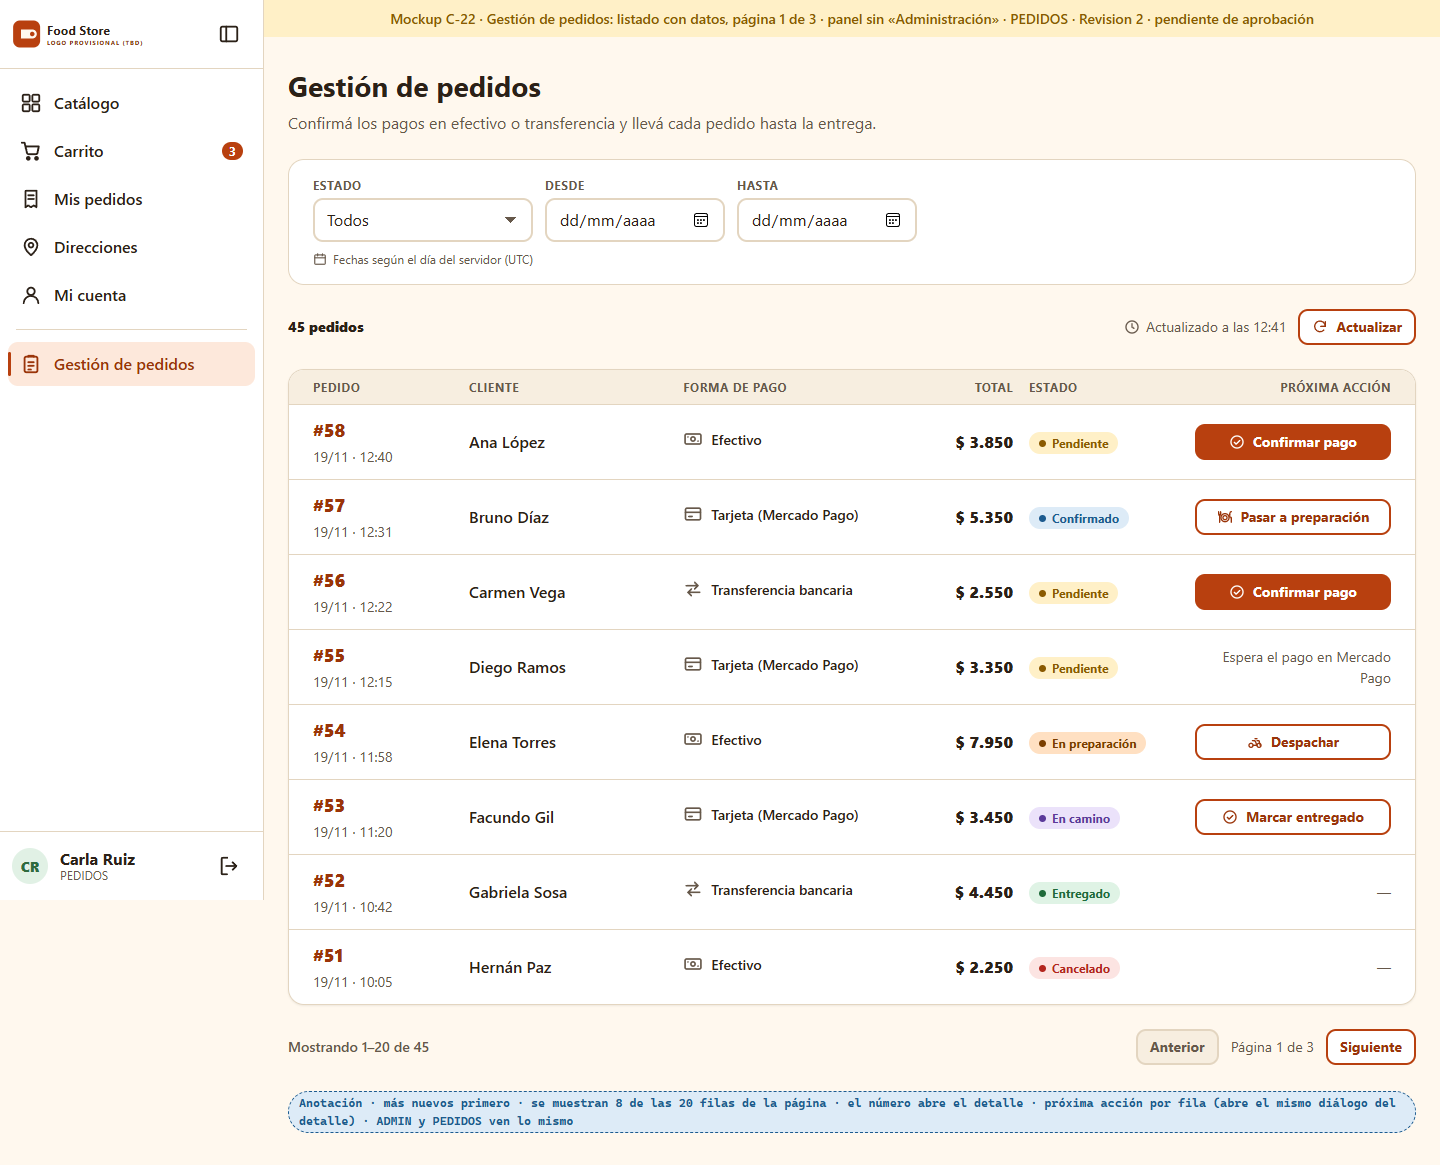 Food Store
LOGO PROVISIONAL (TBD)
Mockup C-22 · Gestión de pedidos: listado con datos, página 1 de 3 · panel sin «Administración» · PEDIDOS · Revision 2 · pendiente de aprobación
Catálogo
Carrito
3
Mis pedidos
Direcciones
Mi cuenta
Gestión de pedidos
Carla Ruiz
CR
PEDIDOS
Gestión de pedidos
Confirmá los pagos en efectivo o transferencia y llevá cada pedido hasta la entrega.
ESTADO DESDE HASTA
Todos dd/mm/aaaa dd/mm/aaaa
Fechas según el día del servidor (UTC)
45 pedidos Actualizado a las 12:41 Actualizar
PEDIDO CLIENTE FORMA DE PAGO TOTAL ESTADO PRÓXIMA ACCIÓN
#58
Ana López Efectivo $ 3.850 Pendiente Confirmar pago
19/11 · 12:40
#57
Bruno Díaz Tarjeta (Mercado Pago) $ 5.350 Confirmado Pasar a preparación
19/11 · 12:31
#56
Carmen Vega Transferencia bancaria $ 2.550 Pendiente Confirmar pago
19/11 · 12:22
#55
Diego Ramos Tarjeta (Mercado Pago) $ 3.350 Pendiente Espera el pago en Mercado
19/11 · 12:15 Pago
#54
Elena Torres Efectivo $ 7.950 En preparación Despachar
19/11 · 11:58
#53
Facundo Gil Tarjeta (Mercado Pago) $ 3.450 En camino Marcar entregado
19/11 · 11:20
#52
Gabriela Sosa Transferencia bancaria $ 4.450 Entregado —
19/11 · 10:42
#51
Hernán Paz Efectivo $ 2.250 Cancelado —
19/11 · 10:05
Mostrando 1–20 de 45 Anterior Página 1 de 3 Siguiente
Anotación · más nuevos primero · se muestran 8 de las 20 filas de la página · el número abre el detalle · próxima acción por fila (abre el mismo diálogo del
detalle) · ADMIN y PEDIDOS ven lo mismo